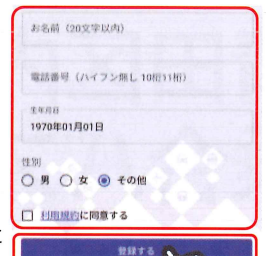 お名前（20文字以内）
電話番号（ハイフン無し 10桁11桁）
生年月日
1970年01月01日
性別
男 女 その他
利用規約に同意する
登録する